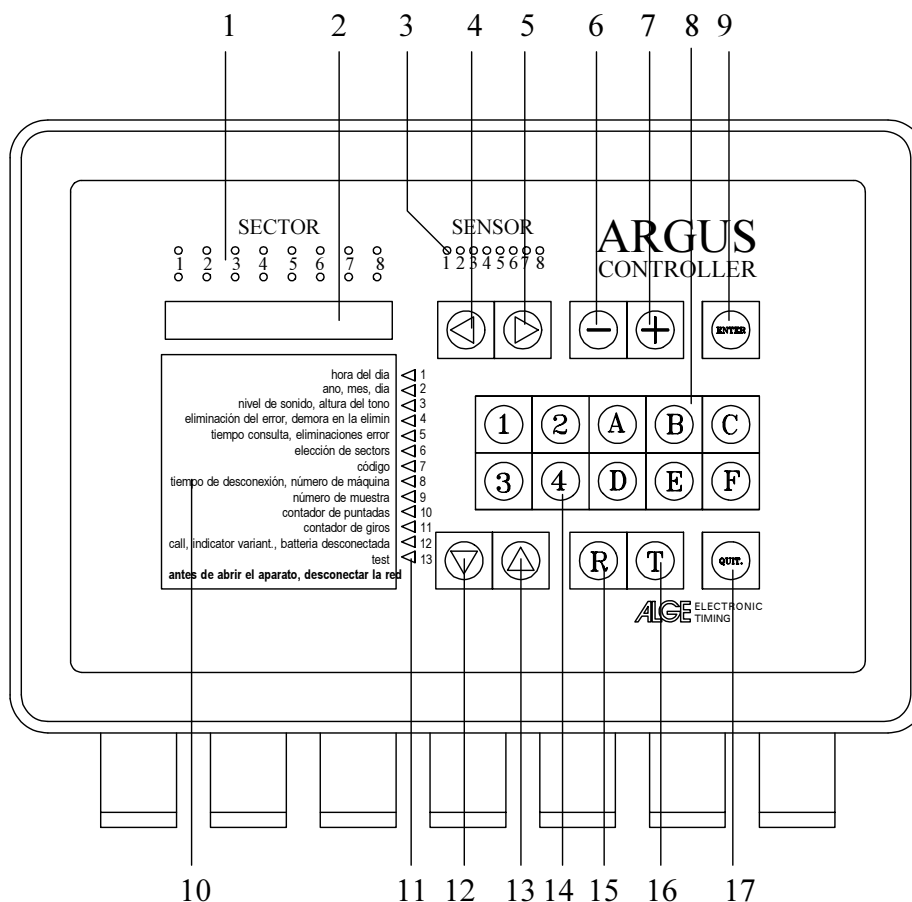 1 2 3 4 5 6 7 8 9
SECTOR SENSOR ARGUS
1 2 3 4 5 6 7 8 1 2 3 4 5 6 7 8 CONTROLLER
ENTER
hora del dia 1
ano, mes, dia 2
nivel de sonido, altura del tono 3
eliminación del error, demora en la elimin 4
tiempo consulta, eliminaciones error 5
elección de sectors 6
código 7
tiempo de desconexión, número de máquina 8
número de muestra 9
contador de puntadas 10
contador de giros 11
call, indicator variant., batteria desconectada 12
test 13
antes de abrir el aparato, desconectar la red
1 2 A B C
3 4 D E F
R T QUIT.
ALGE ELECTRONIC
TIMING
10 11 12 13 14 15 16 17